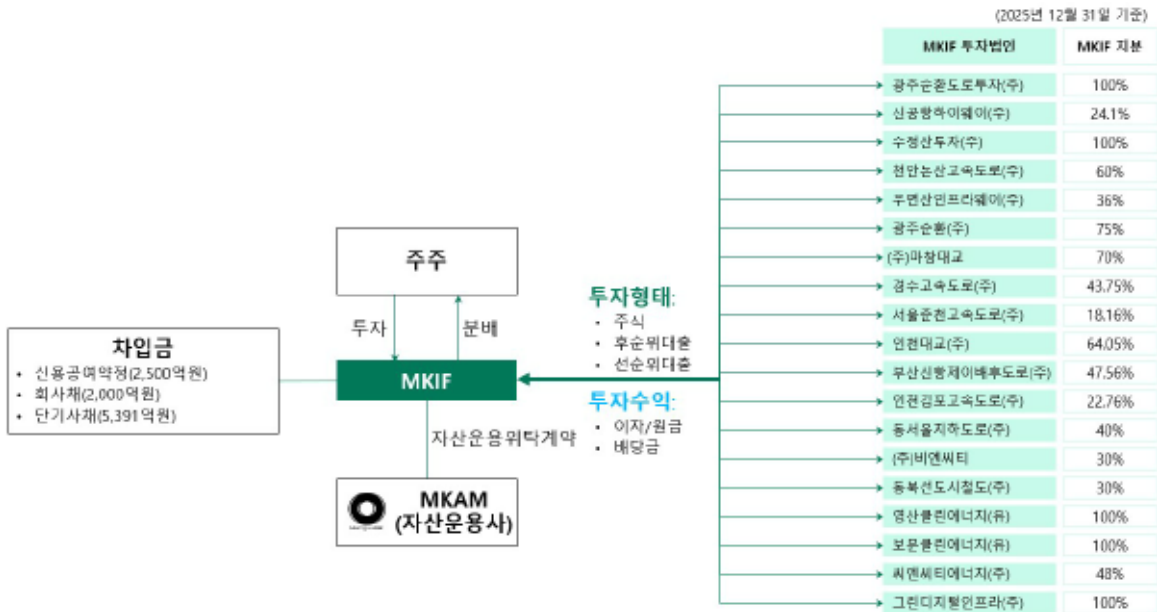 (2025년 12월 31일 기준)
MKIF 투자법인 MKIF 지분
광주순환도로투자(주) 100%
신공항하이웨이(주) 24.1%
수정산투자(주) 100%
천안논산고속도로(주) 60%
우면산인프라웨이(주) 36%
광주순환(주) 75%
(주)마창대교 70%
경수고속도로(주) 43.75%
서울춘천고속도로(주) 18.16%
인천대교(주) 64.05%
부산신항제이배후도로(주) 47.56%
인천김포고속도로(주) 22.76%
동서울지하도로(주) 40%
(주)비엔씨티 30%
동북선도시철도(주) 30%
영산클린에너지(유) 100%
보문클린에너지(유) 100%
씨엔씨티에너지(주) 48%
그린디지털인프라(주) 100%
주주
투자
분배
차입금
• 신용공여약정(2,500억원)
• 회사채(2,000억원)
• 단기사채(5,391억원)
MKIF
투자형태:
• 주식
• 후순위대출
• 선순위대출
투자수익:
• 이자/원금
• 배당금
자산운용위탁계약
MKAM
(자산운용사)